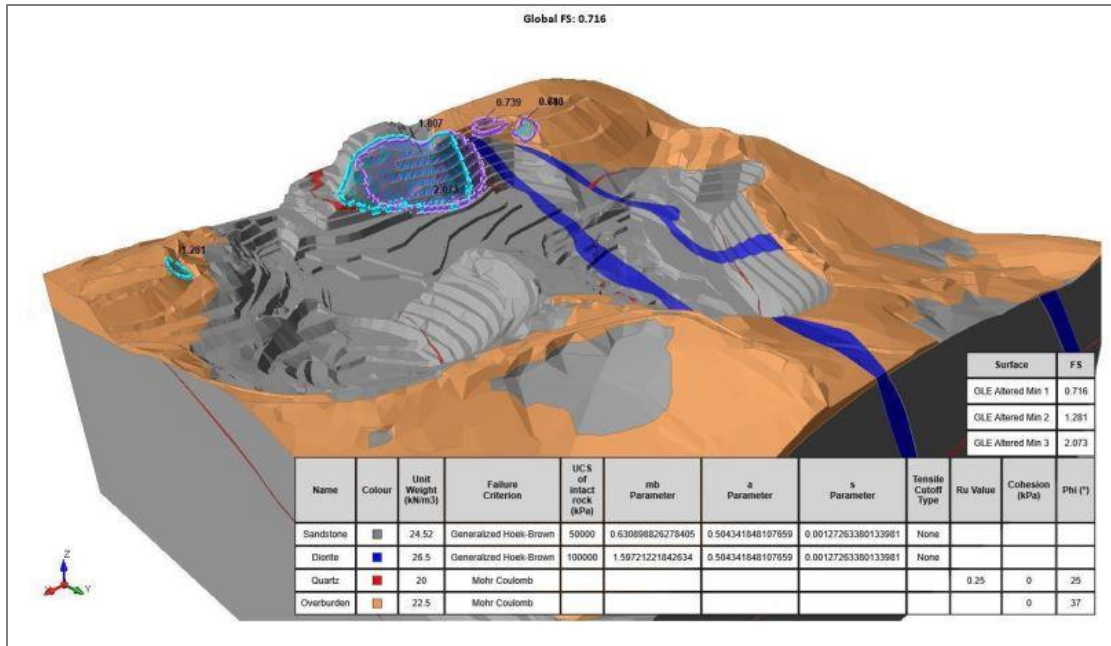 Global FS: 0.716
0.739
1.807
2.073
1.281
Surface FS
GLE Altered Min 1 0.716
GLE Altered Min 2 1.281
GLE Altered Min 3 2.073
Name Colour Unit Weight (kN/m3) Failure Criterion UCS of intact rock (kPa) mb Parameter a Parameter s Parameter Tensile Cutoff Type Ru Value Cohesion (kPa) Phi (°)
Sandstone 24.52 Generalized Hoek-Brown 50000 0.630898826278405 0.504341848107659 0.00127263380133981 None
Diorite 26.5 Generalized Hoek-Brown 100000 1.59721221842634 0.504341848107659 0.00127263380133981 None
Quartz 20 Mohr Coulomb 0.25 0 25
Overburden 22.5 Mohr Coulomb 0 37
Z
Y